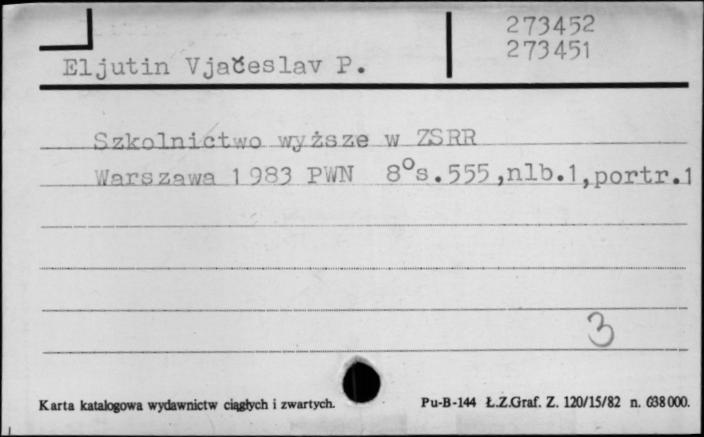 273452
273451
Eljutin Vjačeslav P.
Szkolnictwo wyższe w ZSRR
Warszawa 1983 PWN 8°s.555,nlb.1,portr.1
3
Karta katalogowa wydawnictw ciągłych i zwartych.
Pu-B-144 Ł.Z.Graf. Z. 120/15/82 n. 638000.